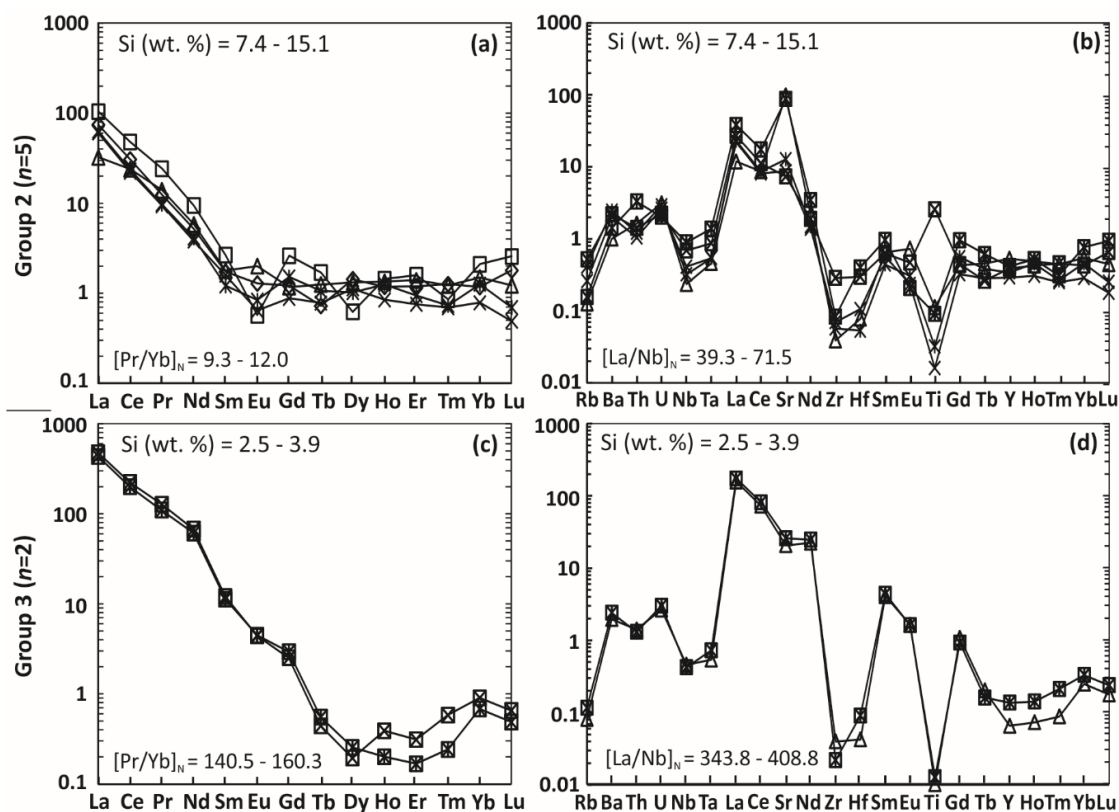 Group 2 (n=5)
1000
100
10
1
0.1
Si (wt. %) = 7.4 - 15.1
(a)
[Pr/Yb]N = 9.3 - 12.0
La Ce Pr Nd Sm Eu Gd Tb Dy Ho Er Tm Yb Lu
1000
100
10
1
0.1
0.01
Si (wt. %) = 7.4 - 15.1
(b)
[La/Nb]N = 39.3 - 71.5
Rb Ba Th U Nb Ta La Ce Sr Nd Zr Hf Sm Eu Ti Gd Tb Y Ho Tm Yb Lu
Group 3 (n=2)
1000
100
10
1
0.1
Si (wt. %) = 2.5 - 3.9
(c)
[Pr/Yb]N = 140.5 - 160.3
La Ce Pr Nd Sm Eu Gd Tb Dy Ho Er Tm Yb Lu
1000
100
10
1
0.1
0.01
Si (wt. %) = 2.5 - 3.9
(d)
[La/Nb]N = 343.8 - 408.8
Rb Ba Th U Nb Ta La Ce Sr Nd Zr Hf Sm Eu Ti Gd Tb Y Ho Tm Yb Lu